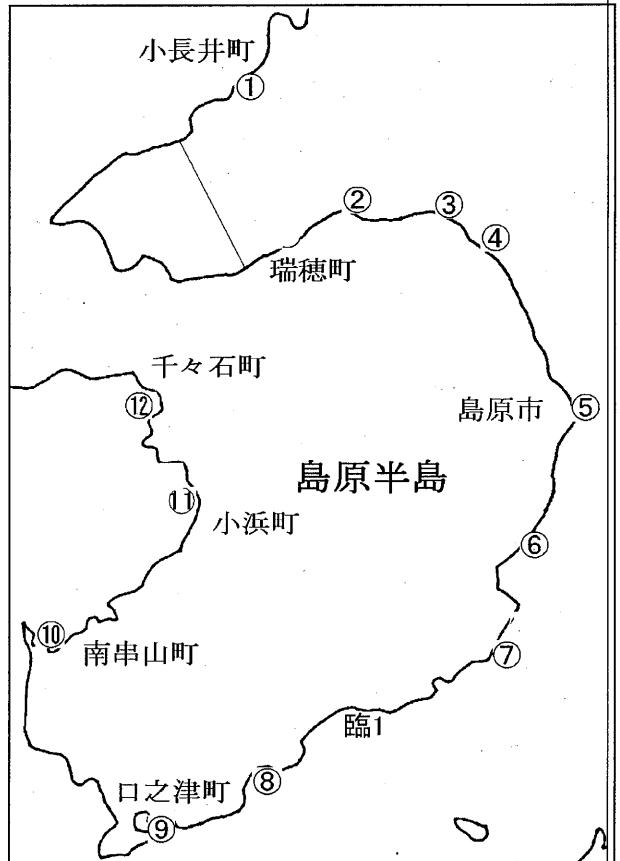 小長井町
①
②
③
④
瑞穂町
千々石町
⑫
島原市
⑤
島原半島
⑪
小浜町
⑥
⑩
南串山町
⑦
臨1
⑧
口之津町
⑨